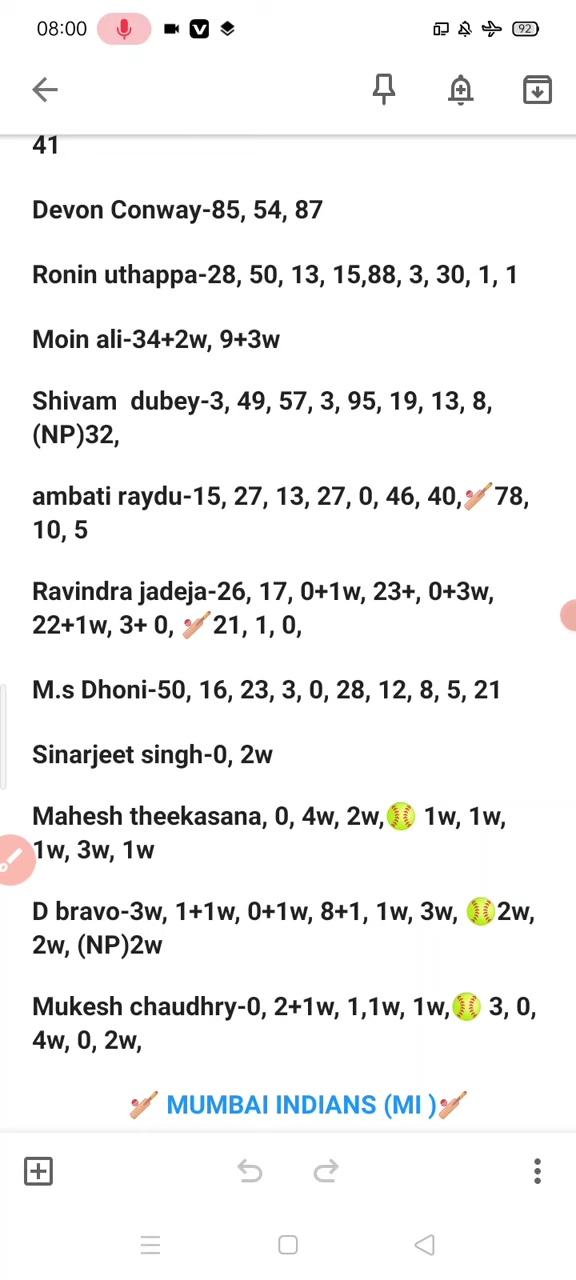 08:00
92
41
Devon Conway-85, 54, 87
Ronin uthappa-28, 50, 13, 15,88, 3, 30, 1, 1
Moin ali-34+2w, 9+3w
Shivam  dubey-3, 49, 57, 3, 95, 19, 13, 8,
(NP)32,
ambati raydu-15, 27, 13, 27, 0, 46, 40,🏏78,
10, 5
Ravindra jadeja-26, 17, 0+1w, 23+, 0+3w,
22+1w, 3+ 0, 🏏21, 1, 0,
M.s Dhoni-50, 16, 23, 3, 0, 28, 12, 8, 5, 21
Sinarjeet singh-0, 2w
Mahesh theekasana, 0, 4w, 2w,🥎 1w, 1w,
1w, 3w, 1w
D bravo-3w, 1+1w, 0+1w, 8+1, 1w, 3w, 🥎2w,
2w, (NP)2w
Mukesh chaudhry-0, 2+1w, 1,1w, 1w,🥎 3, 0,
4w, 0, 2w,
🏏 MUMBAI INDIANS (MI )🏏